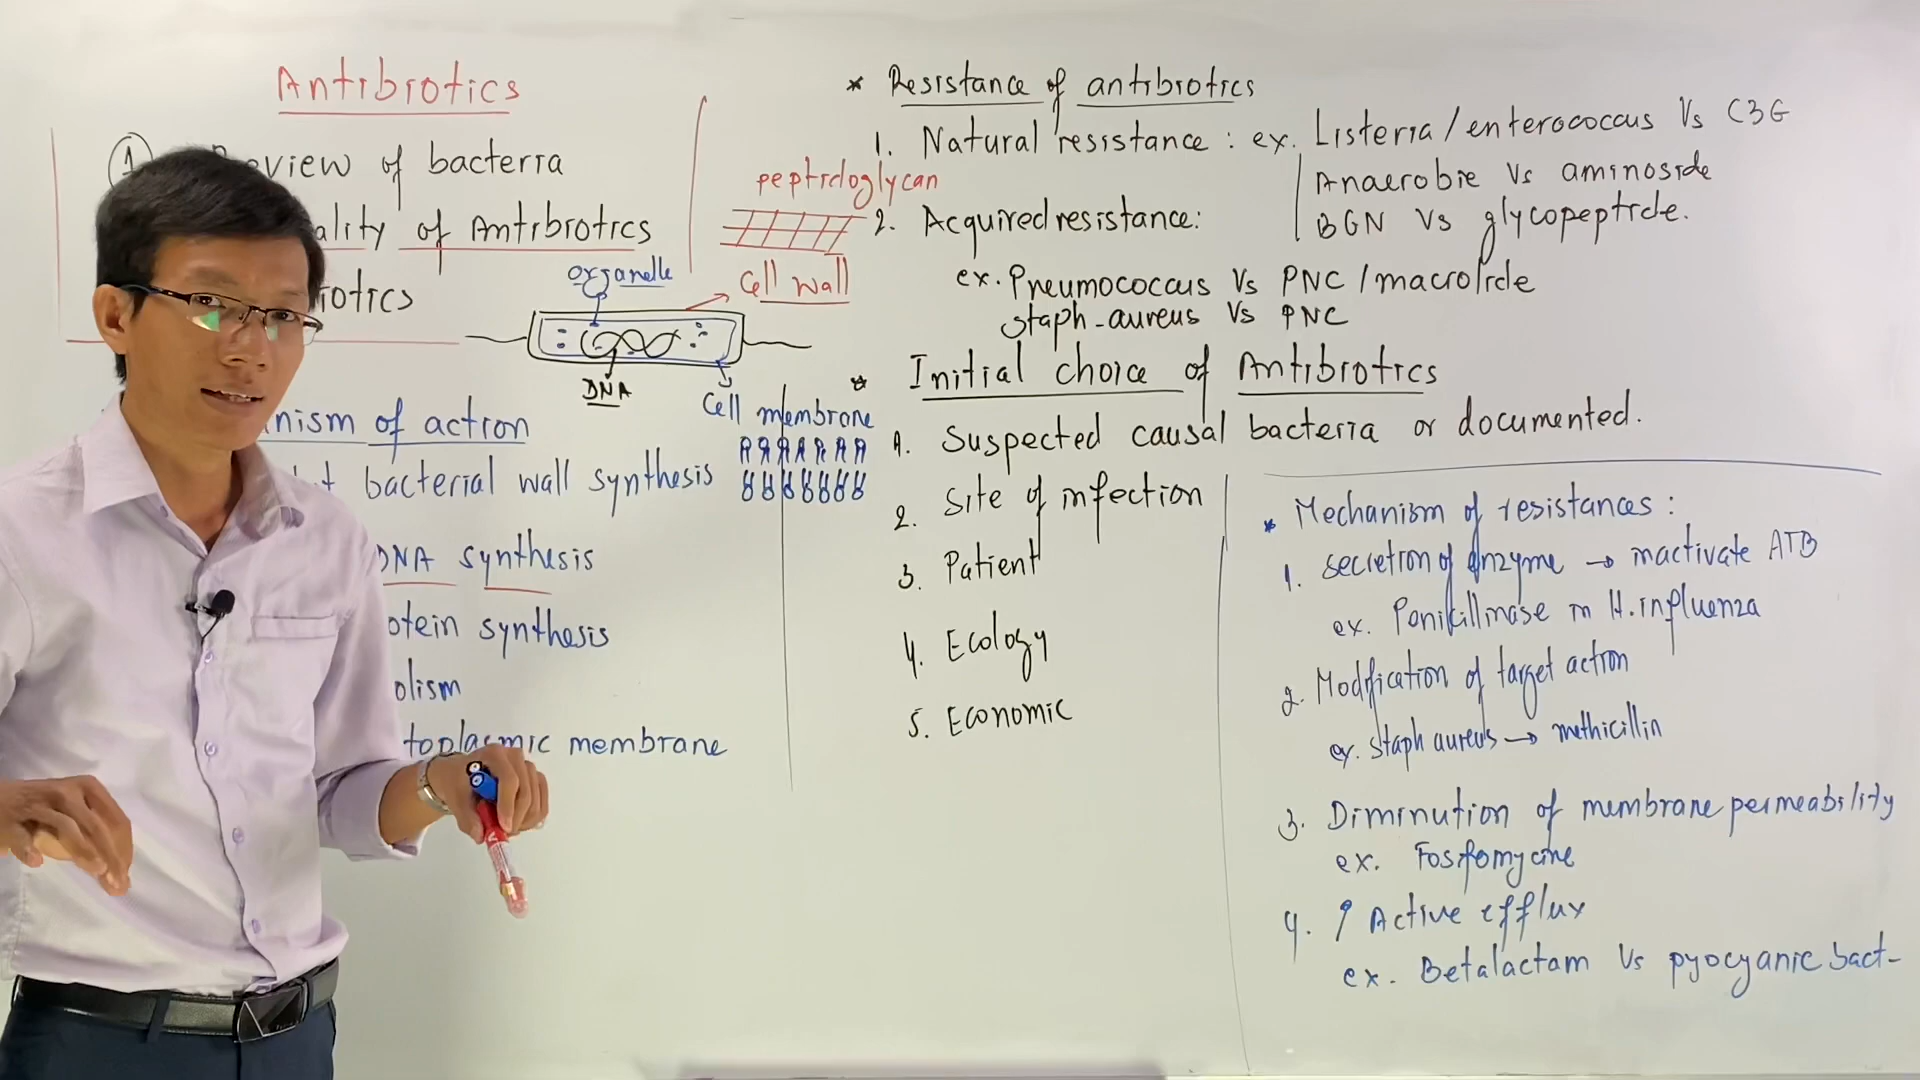 Antibiotics
view of bacteria
ality of Antibiotics
iotics
peptidoglycan
cell wall
organelle
DNA
Cell membrane
nism of action
bacterial wall synthesis
DNA synthesis
otein synthesis
olism
toplasmic membrane
* Resistance of antibiotics
1. Natural resistance : ex. Listeria / enterococcus Vs C3G
Anaerobie Vs aminoside
BGN Vs glycopeptide.
2. Acquired resistance:
ex. Pneumococcus Vs PNC / macrolide
staph-aureus Vs PNC
* Initial choice of Antibiotics
1. Suspected causal bacteria or documented.
2. Site of infection
3. Patient
4. Ecology
5. Economic
* Mechanism of resistances :
1. secretion of Enzyme → inactivate ATB
ex. Penikillinase in H. influenza
2. Modification of target action
ex. staph aureus → methicillin
3. Diminution of membrane permeability
ex. Fosfomycine
4. ↑ Active efflux
ex. Betalactam Vs pyocyanic bact-